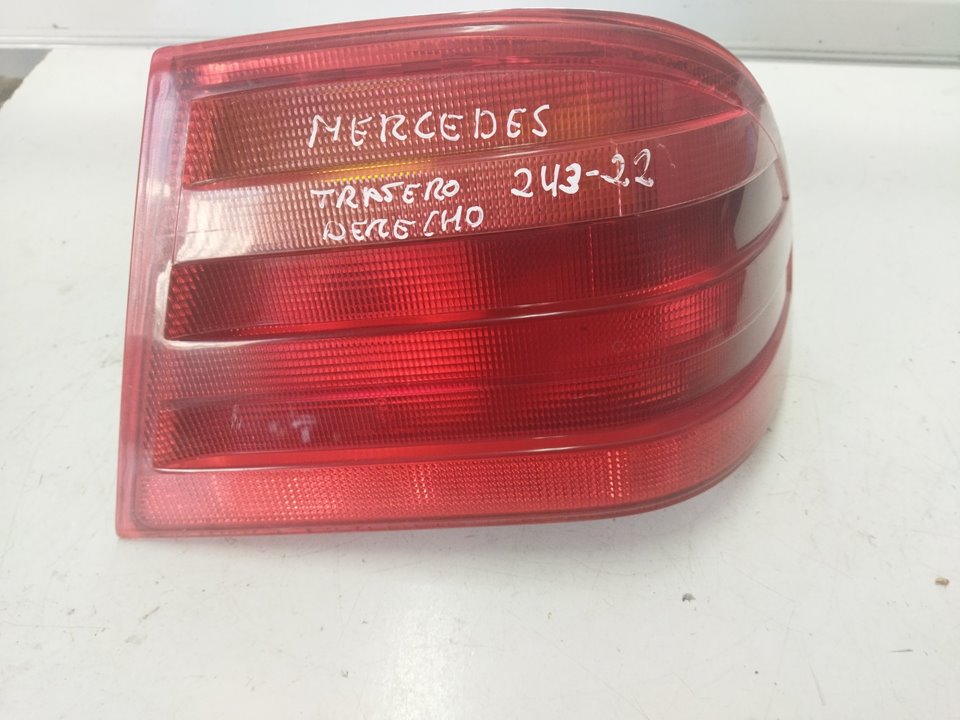 MERCEDES
TRASERO 243-22
DERECHO